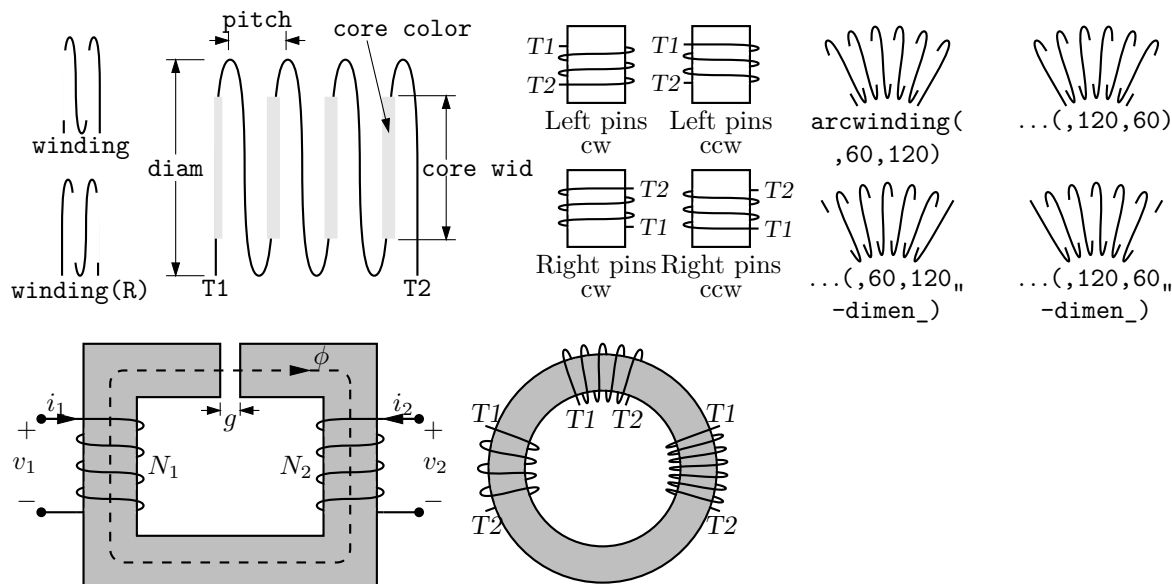 winding
winding(R)
pitch
core color
diam
core wid
T1
T2
T1
T2
Left pins
cw
T1
T2
Left pins
ccw
T2
T1
Right pins
cw
T2
T1
Right pins
ccw
arcwinding(
,60,120)
...(,120,60)
...(,60,120,,
-dimen_)
...(,120,60,,
-dimen_)
ϕ
i1
i2
g
+
v1
−
N1
N2
+
v2
−
T1
T2
T1
T2
T1
T2